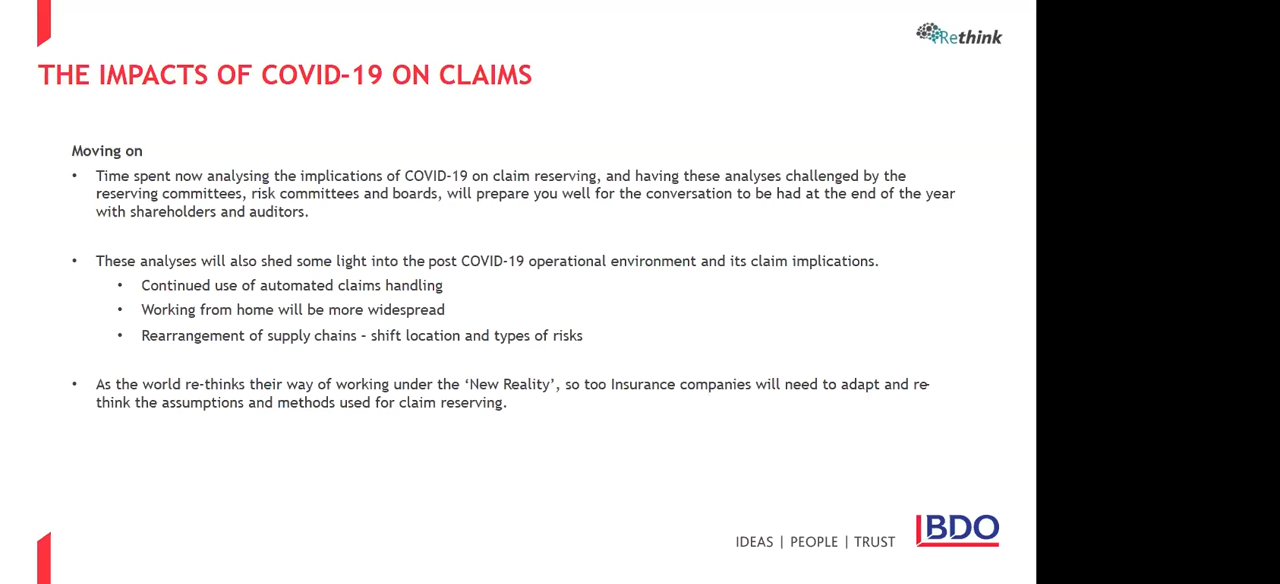 Rethink
THE IMPACTS OF COVID-19 ON CLAIMS
Moving on
• Time spent now analysing the implications of COVID-19 on claim reserving, and having these analyses challenged by the
reserving committees, risk committees and boards, will prepare you well for the conversation to be had at the end of the year
with shareholders and auditors.
• These analyses will also shed some light into the post COVID-19 operational environment and its claim implications.
• Continued use of automated claims handling
• Working from home will be more widespread
• Rearrangement of supply chains – shift location and types of risks
• As the world re-thinks their way of working under the ‘New Reality’, so too Insurance companies will need to adapt and re-
think the assumptions and methods used for claim reserving.
IDEAS | PEOPLE | TRUST
BDO